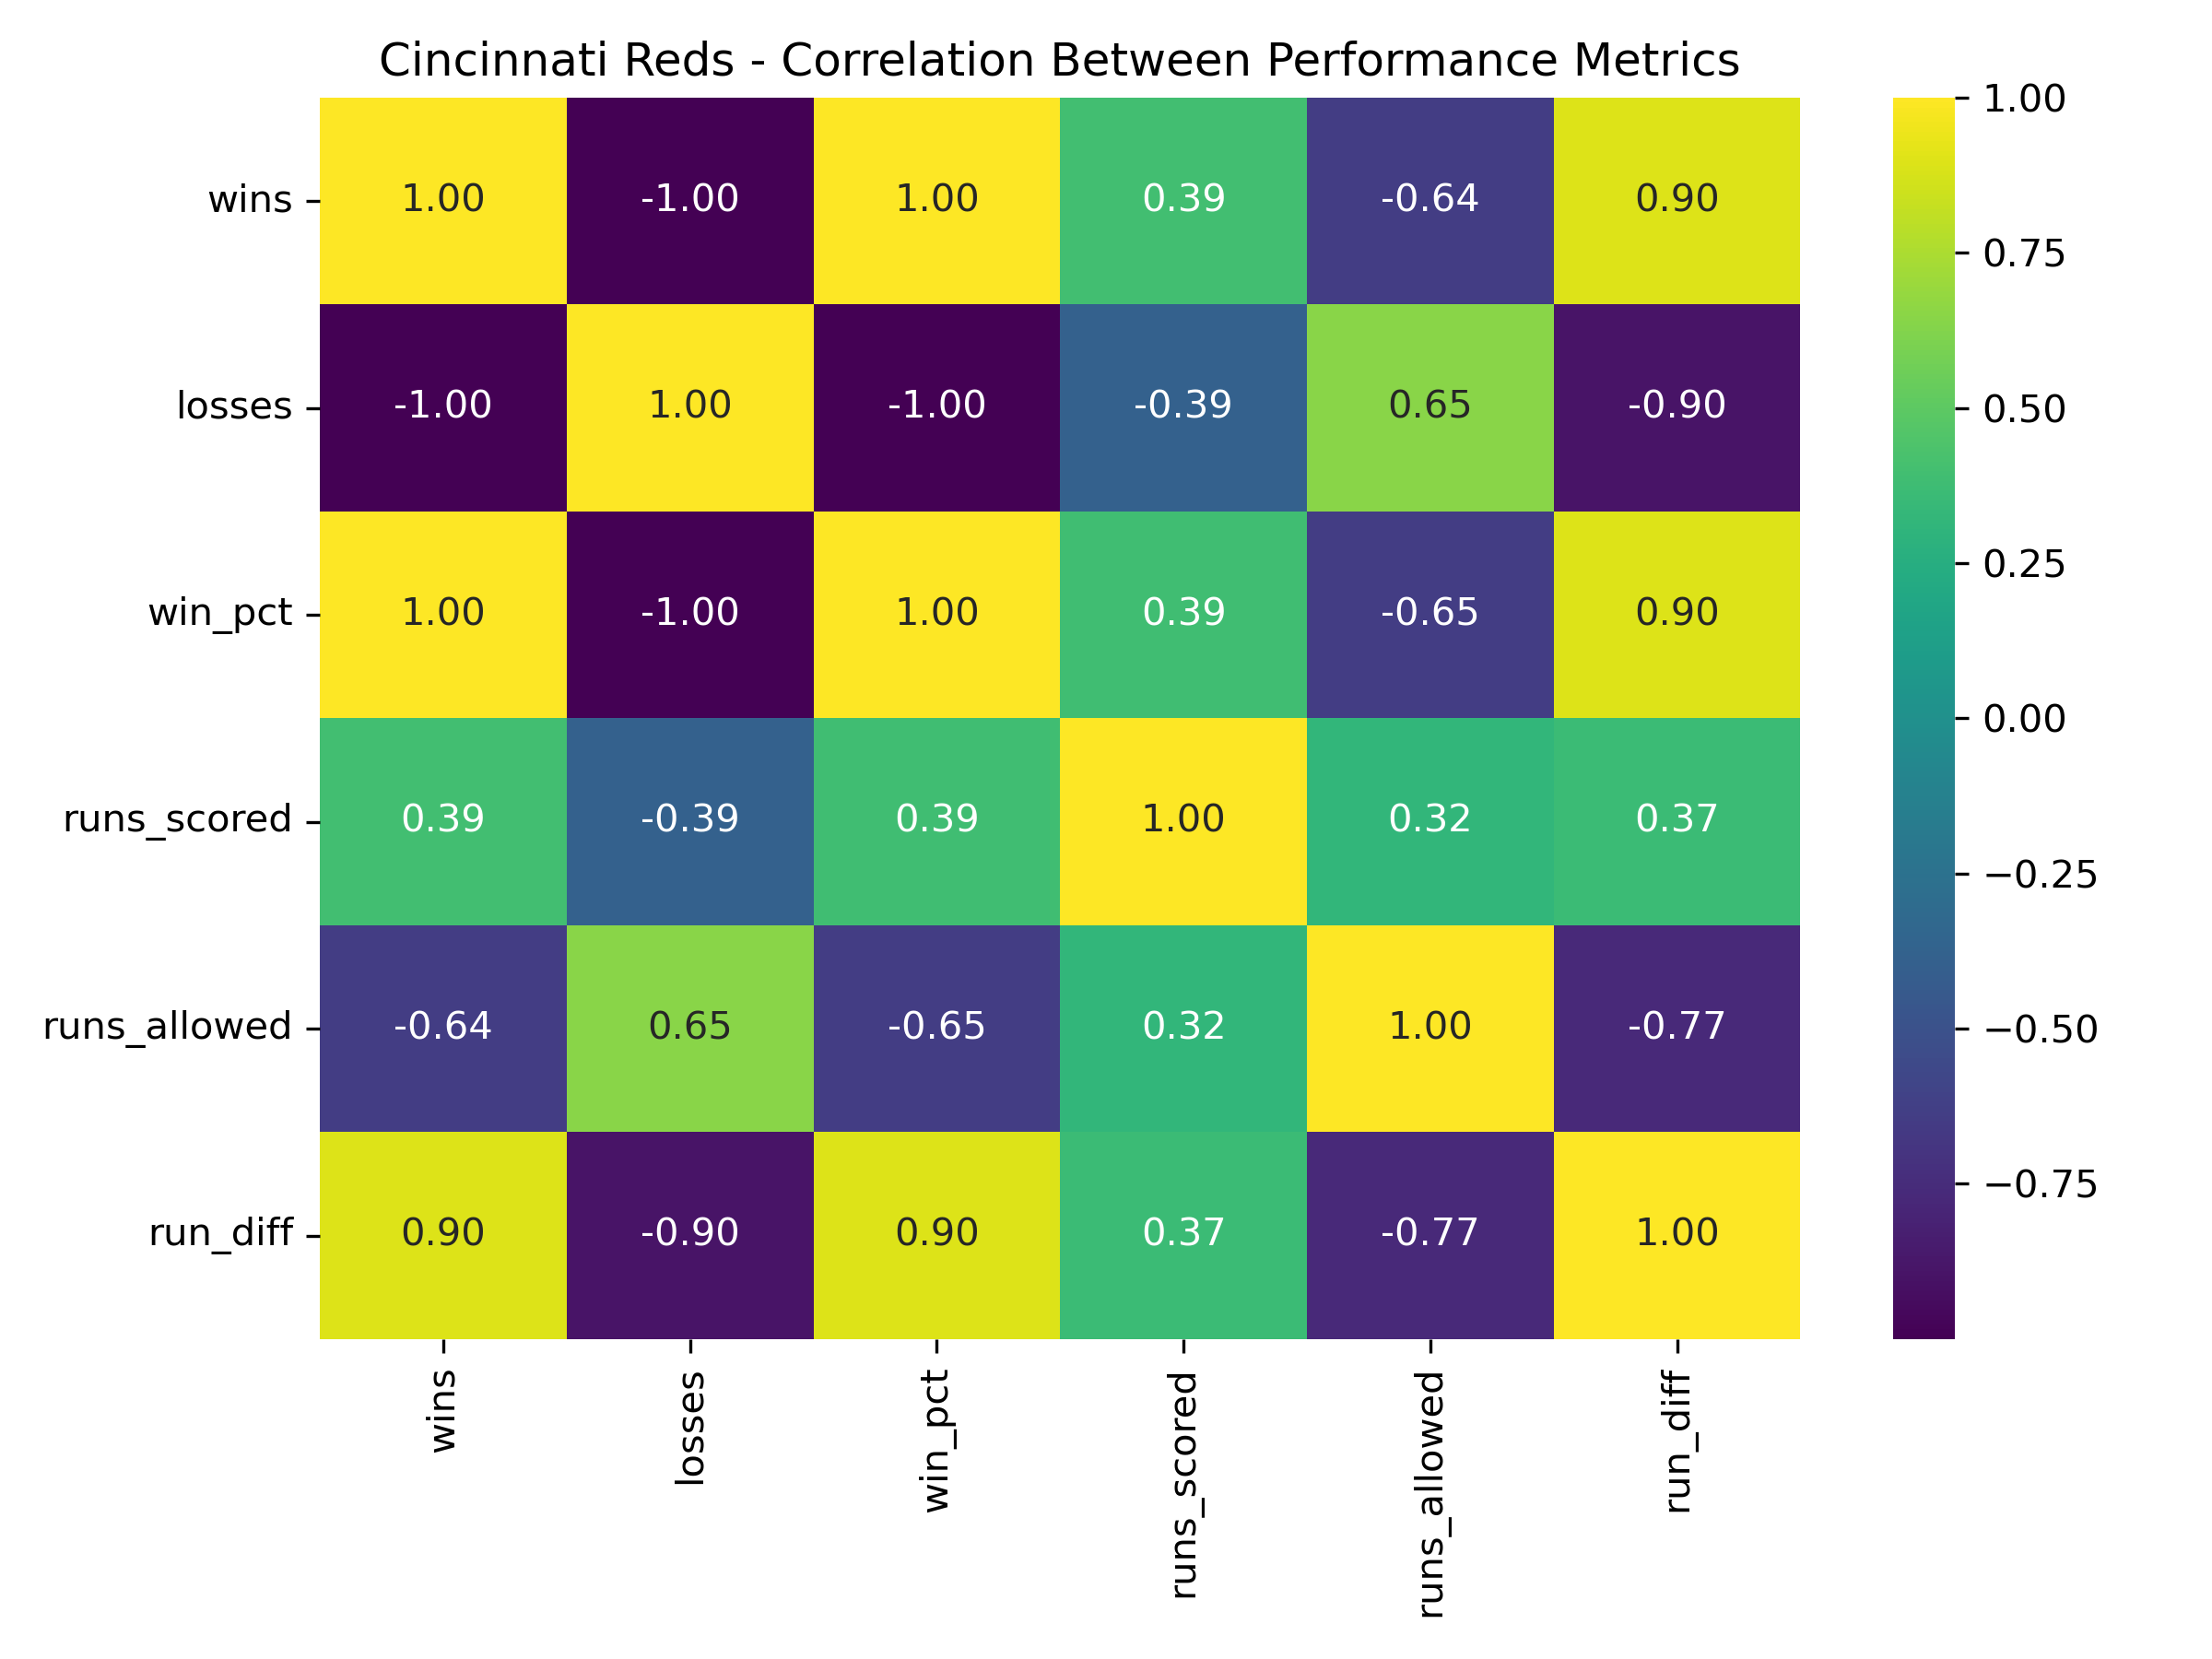 Cincinnati Reds - Correlation Between Performance Metrics
wins 1.00 -1.00 1.00 0.39 -0.64 0.90
losses -1.00 1.00 -1.00 -0.39 0.65 -0.90
win_pct 1.00 -1.00 1.00 0.39 -0.65 0.90
runs_scored 0.39 -0.39 0.39 1.00 0.32 0.37
runs_allowed -0.64 0.65 -0.65 0.32 1.00 -0.77
run_diff 0.90 -0.90 0.90 0.37 -0.77 1.00
wins losses win_pct runs_scored runs_allowed run_diff
1.00
0.75
0.50
0.25
0.00
−0.25
−0.50
−0.75